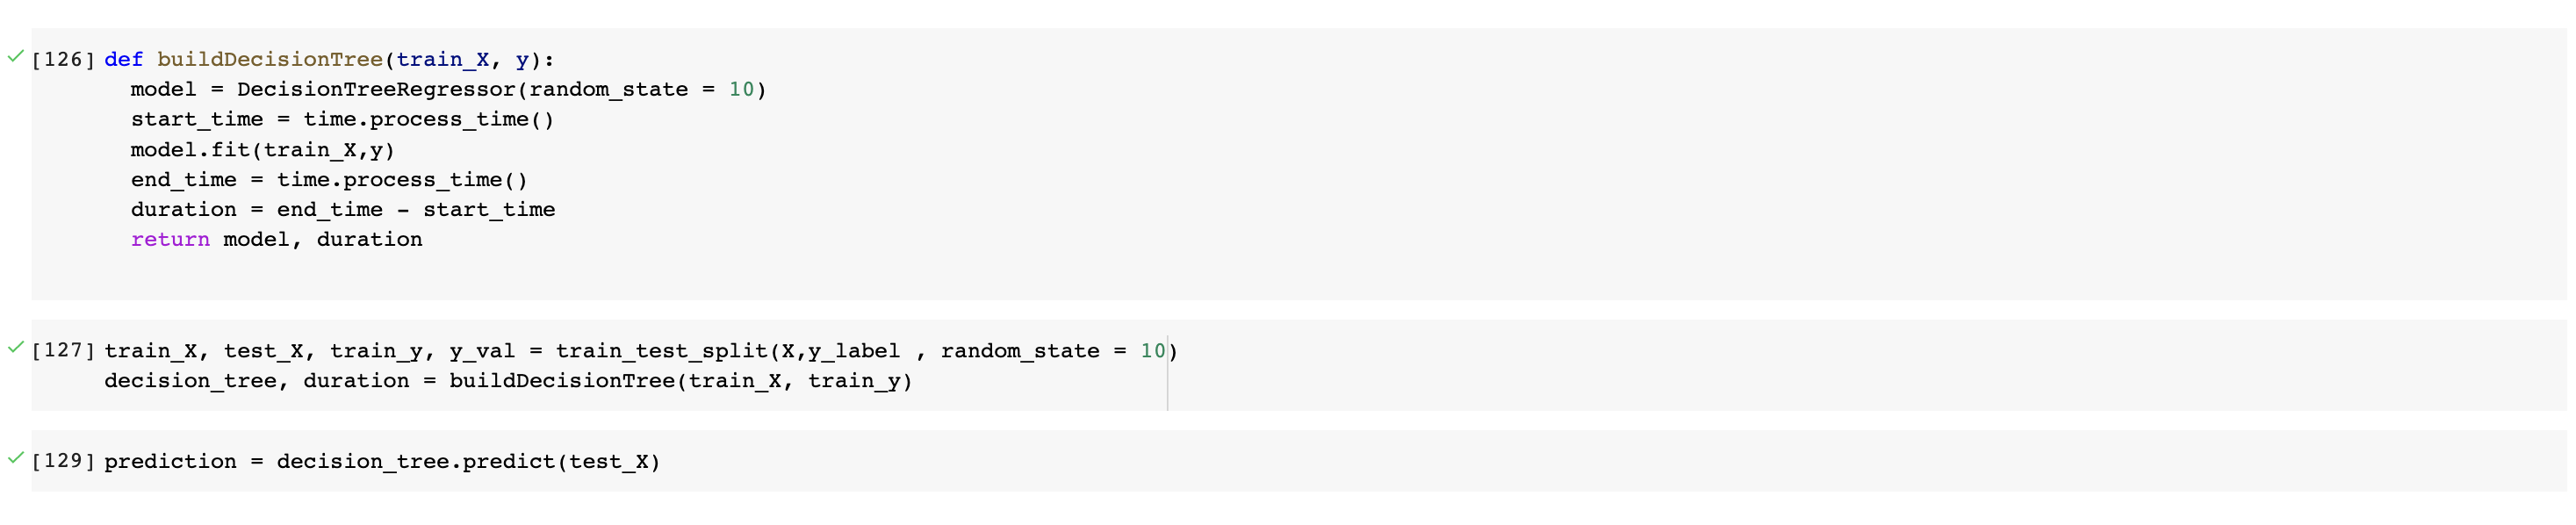 [126] def buildDecisionTree(train_X, y):
model = DecisionTreeRegressor(random_state = 10)
start_time = time.process_time()
model.fit(train_X,y)
end_time = time.process_time()
duration = end_time - start_time
return model, duration
[127] train_X, test_X, train_y, y_val = train_test_split(X,y_label , random_state = 10)
decision_tree, duration = buildDecisionTree(train_X, train_y)
[129] prediction = decision_tree.predict(test_X)